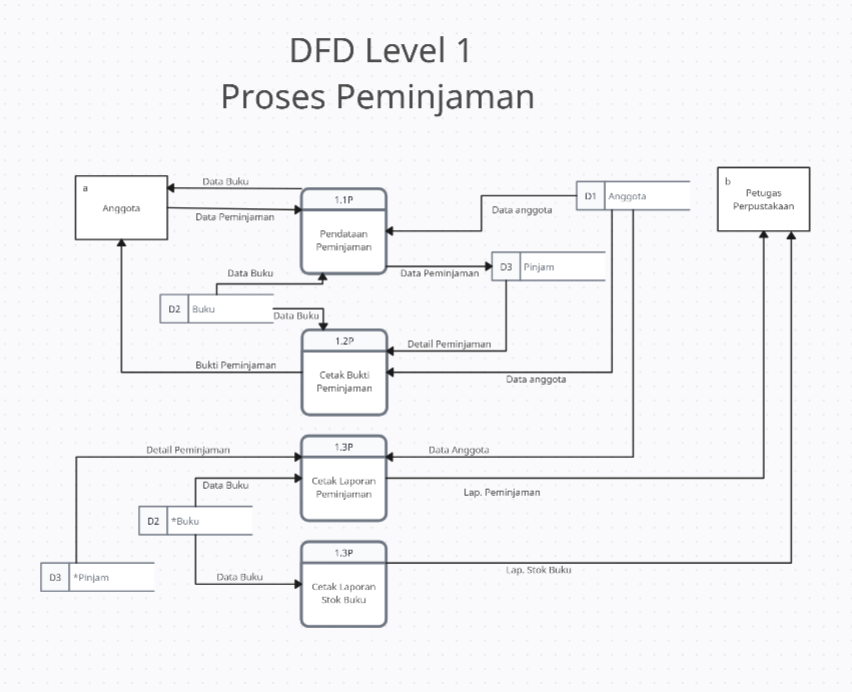 DFD Level 1
Proses Peminjaman
a
Anggota
Data Buku
Data Peminjaman
1.1P
Pendataan
Peminjaman
Data anggota
D1
Anggota
b
Petugas
Perpustakaan
Data Peminjaman
D3
Pinjam
Data Buku
D2
Buku
Data Buku
1.2P
Cetak Bukti
Peminjaman
Detail Peminjaman
Bukti Peminjaman
Data anggota
Detail Peminjaman
1.3P
Cetak Laporan
Peminjaman
Data Anggota
Lap. Peminjaman
Data Buku
D2
*Buku
1.3P
Cetak Laporan
Stok Buku
Lap. Stok Buku
D3
*Pinjam
Data Buku